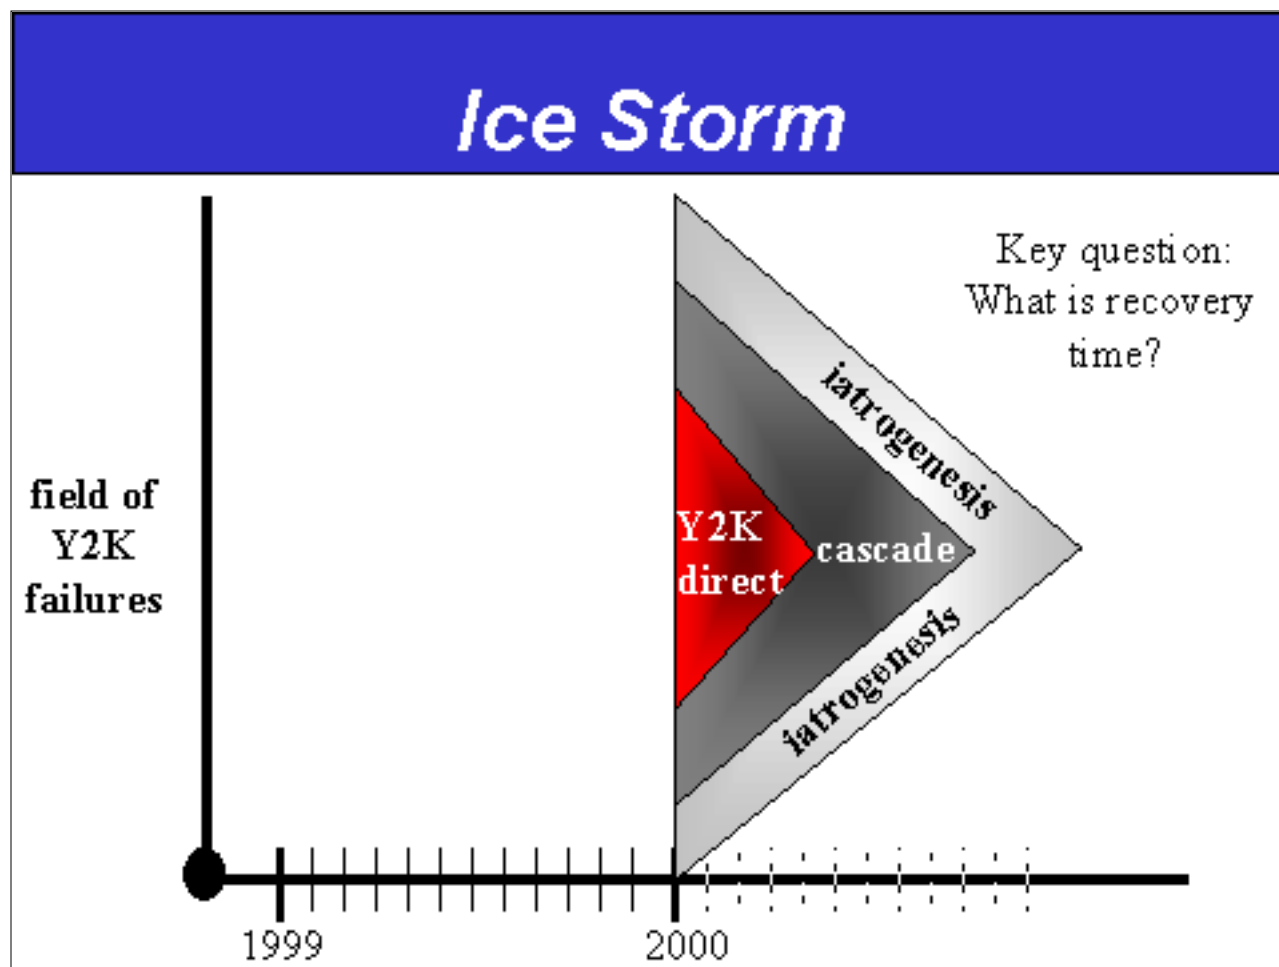 Ice Storm
Key question:
What is recovery
time?
iatrogenesis
field of
Y2K
failures
Y2K
direct
cascade
iatrogenesis
1999
2000